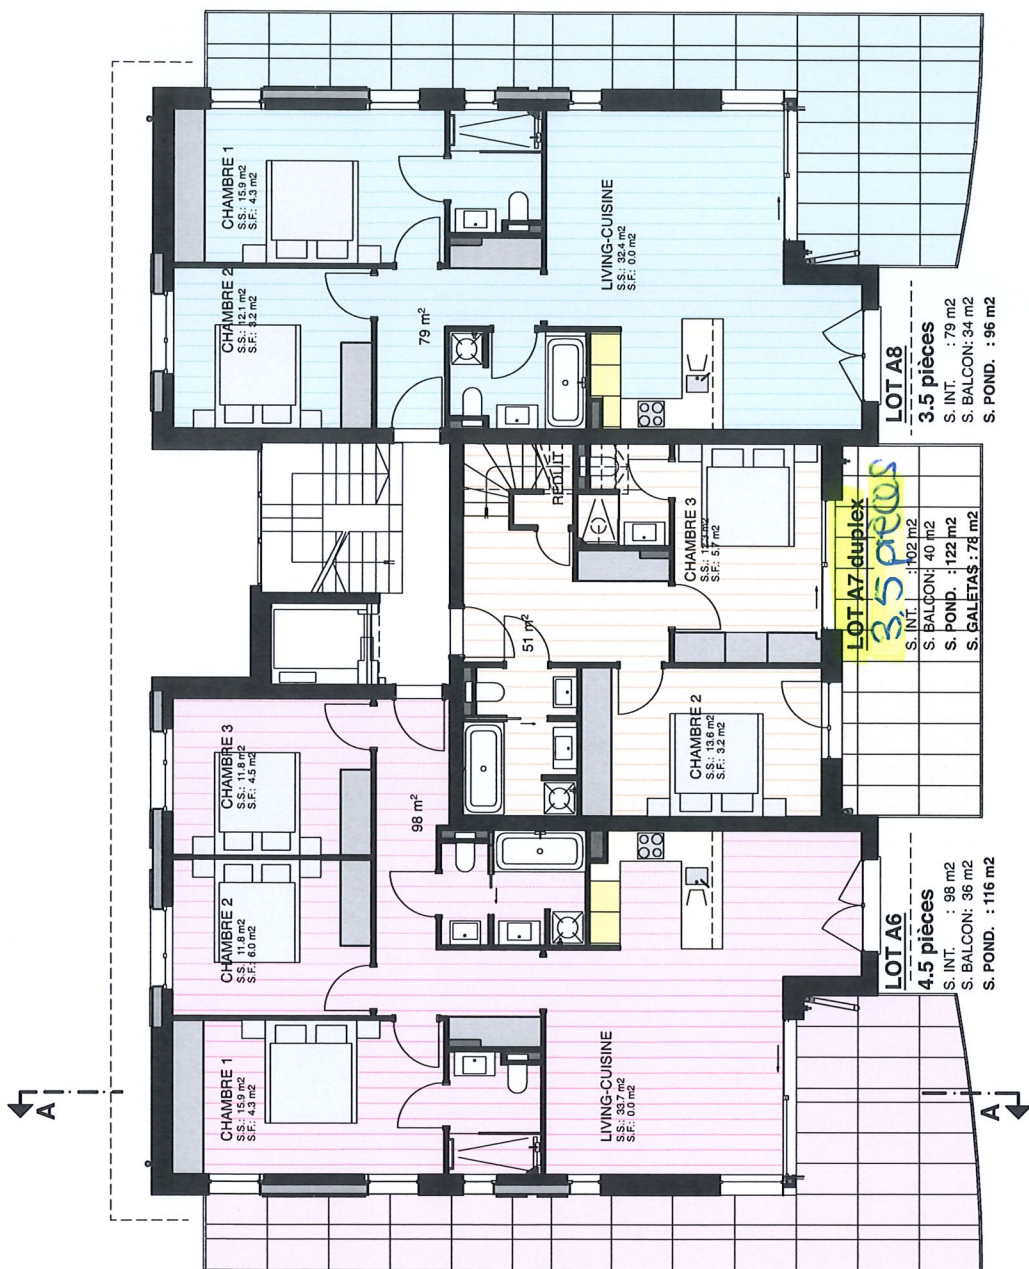 CHAMBRE 1
S.S.: 15.9 m2
S.F.: 4.3 m2
CHAMBRE 2
S.S.: 11.8 m2
S.F.: 6.0 m2
CHAMBRE 3
S.S.: 11.8 m2
S.F.: 4.5 m2
98 m²
LIVING-CUISINE
S.S.: 33.7 m2
S.F.: 0.0 m2
LOT A6
4.5 pièces
S. INT. : 98 m2
S. BALCON: 36 m2
S. POND. : 116 m2
51 m²
REDUIT
CHAMBRE 2
S.S.: 13.6 m2
S.F.: 3.2 m2
CHAMBRE 3
S.S.: m2
S.F.: 5.7 m2
LOT A7 duplex
3,5 pièces
S. INT. : 102 m2
S. BALCON: 40 m2
S. POND. : 122 m2
S. GALETAS : 78 m2
CHAMBRE 2
S.S.: 12.1 m2
S.F.: 3.2 m2
CHAMBRE 1
S.S.: 15.9 m2
S.F.: 4.3 m2
79 m²
LIVING-CUISINE
S.S.: 32.4 m2
S.F.: 0.0 m2
LOT A8
3.5 pièces
S. INT. : 79 m2
S. BALCON: 34 m2
S. POND. : 96 m2
A
A